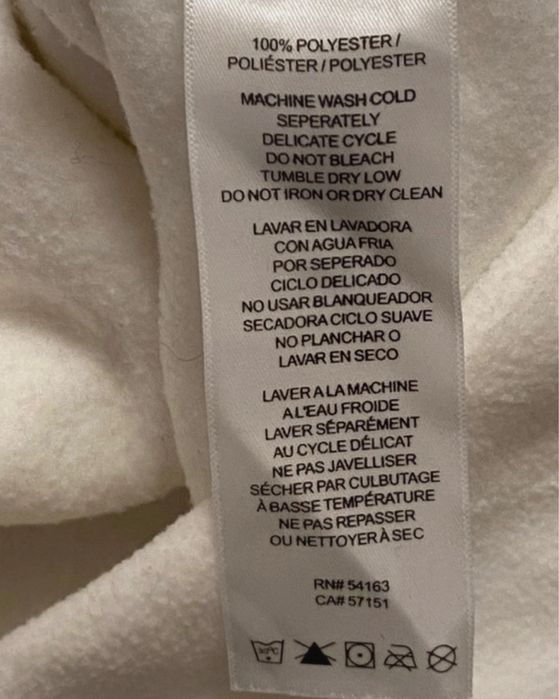 100% POLYESTER /
POLIÉSTER / POLYESTER
MACHINE WASH COLD
SEPERATELY
DELICATE CYCLE
DO NOT BLEACH
TUMBLE DRY LOW
DO NOT IRON OR DRY CLEAN
LAVAR EN LAVADORA
CON AGUA FRIA
POR SEPERADO
CICLO DELICADO
NO USAR BLANQUEADOR
SECADORA CICLO SUAVE
NO PLANCHAR O
LAVAR EN SECO
LAVER A LA MACHINE
A L'EAU FROIDE
LAVER SÉPARÉMENT
AU CYCLE DÉLICAT
NE PAS JAVELLISER
SÉCHER PAR CULBUTAGE
À BASSE TEMPÉRATURE
NE PAS REPASSER
OU NETTOYER À SEC
RN# 54163
CA# 57151
30°C